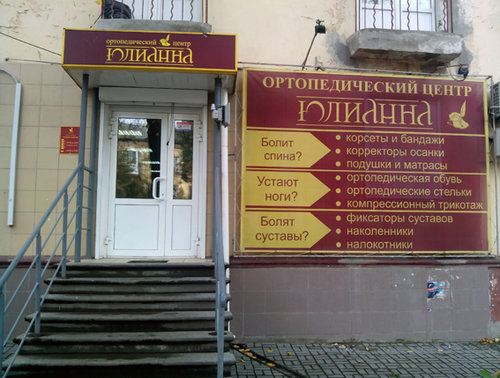 ортопедический центр
ЮЛИАННА
ОРТОПЕДИЧЕСКИЙ ЦЕНТР
ЮЛИАННА
Болит спина?
• корсеты и бандажи
• корректоры осанки
• подушки и матрасы
Устают ноги?
• ортопедическая обувь
• ортопедические стельки
• компрессионный трикотаж
Болят суставы?
• фиксаторы суставов
• наколенники
• налокотники